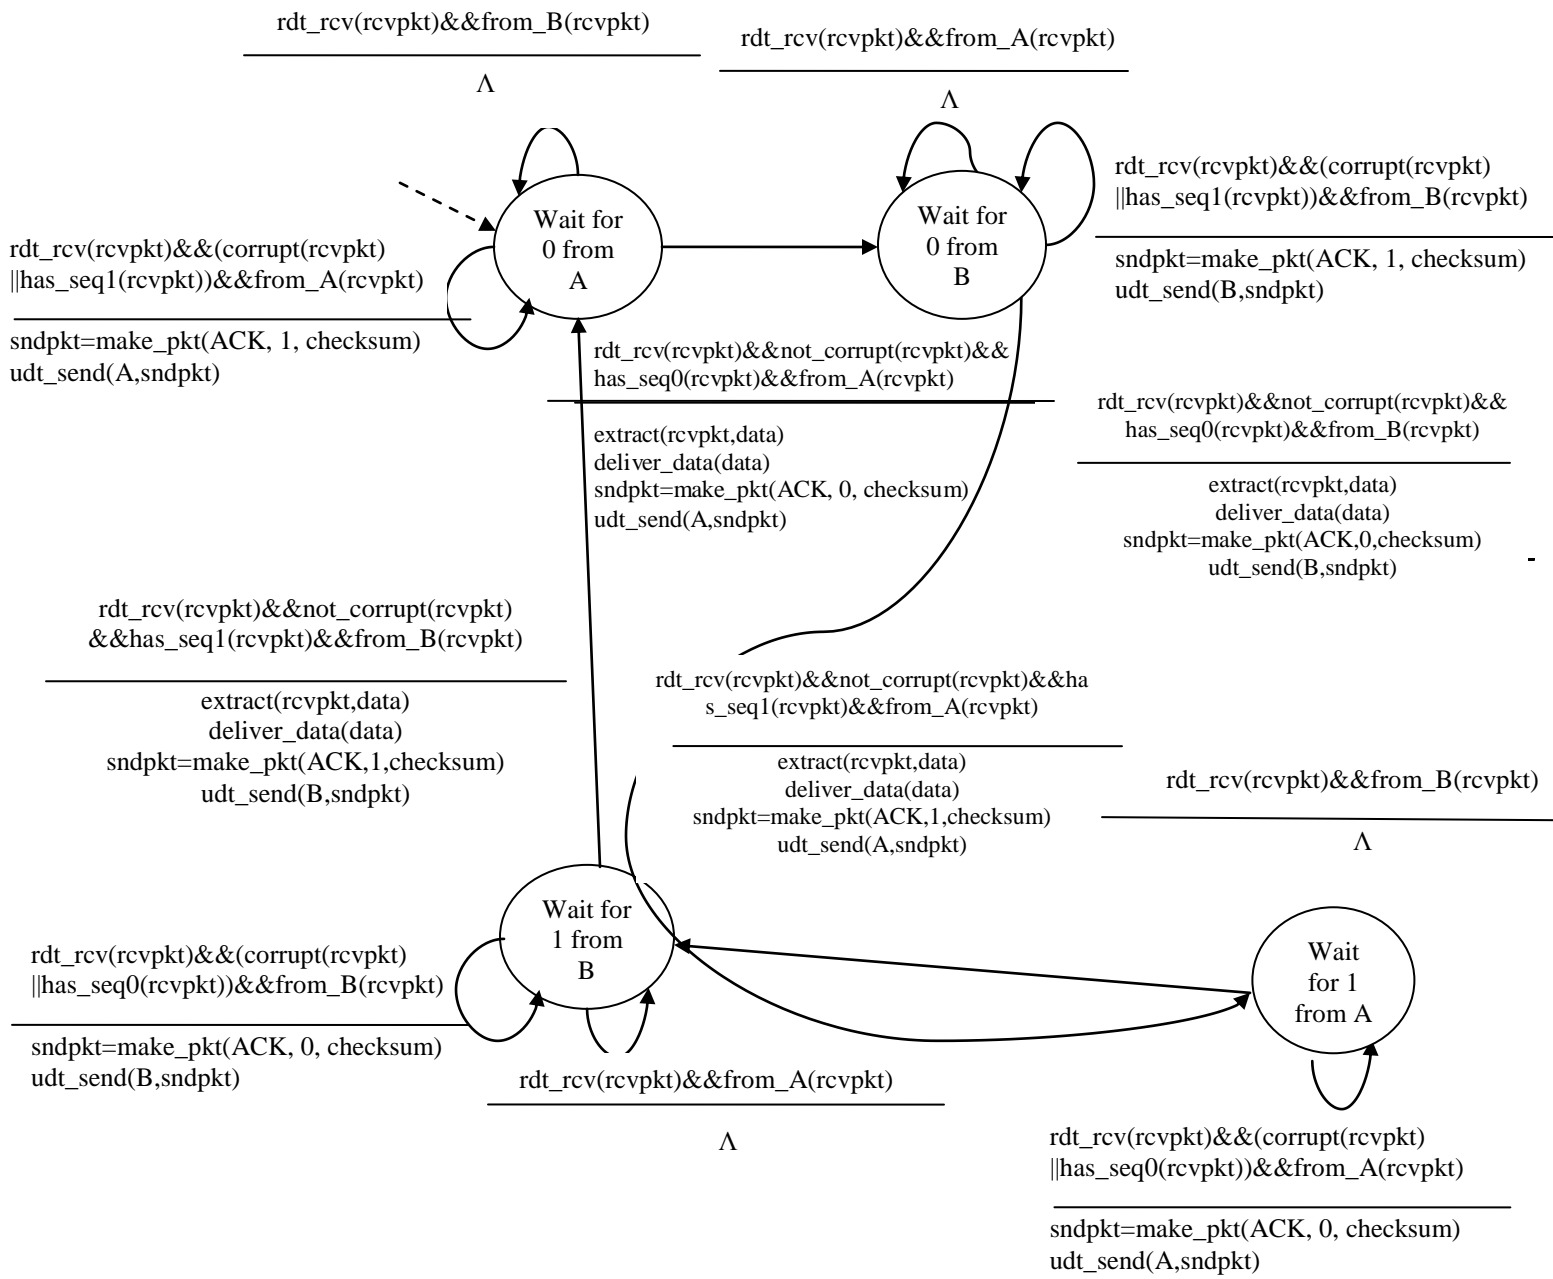 rdt_rcv(rcvpkt)&&from_B(rcvpkt)
Λ
rdt_rcv(rcvpkt)&&from_A(rcvpkt)
Λ
rdt_rcv(rcvpkt)&&(corrupt(rcvpkt)
||has_seq1(rcvpkt))&&from_B(rcvpkt)
sndpkt=make_pkt(ACK, 1, checksum)
udt_send(B,sndpkt)
Wait for
0 from
A
Wait for
0 from
B
rdt_rcv(rcvpkt)&&(corrupt(rcvpkt)
||has_seq1(rcvpkt))&&from_A(rcvpkt)
sndpkt=make_pkt(ACK, 1, checksum)
udt_send(A,sndpkt)
rdt_rcv(rcvpkt)&&not_corrupt(rcvpkt)&&
has_seq0(rcvpkt)&&from_A(rcvpkt)
extract(rcvpkt,data)
deliver_data(data)
sndpkt=make_pkt(ACK, 0, checksum)
udt_send(A,sndpkt)
rdt_rcv(rcvpkt)&&not_corrupt(rcvpkt)&&
has_seq0(rcvpkt)&&from_B(rcvpkt)
extract(rcvpkt,data)
deliver_data(data)
sndpkt=make_pkt(ACK,0,checksum)
udt_send(B,sndpkt)
rdt_rcv(rcvpkt)&&not_corrupt(rcvpkt)
&&has_seq1(rcvpkt)&&from_B(rcvpkt)
extract(rcvpkt,data)
deliver_data(data)
sndpkt=make_pkt(ACK,1,checksum)
udt_send(B,sndpkt)
rdt_rcv(rcvpkt)&&not_corrupt(rcvpkt)&&ha
s_seq1(rcvpkt)&&from_A(rcvpkt)
extract(rcvpkt,data)
deliver_data(data)
sndpkt=make_pkt(ACK,1,checksum)
udt_send(A,sndpkt)
rdt_rcv(rcvpkt)&&from_B(rcvpkt)
Λ
Wait for
1 from
B
Wait
for 1
from A
rdt_rcv(rcvpkt)&&(corrupt(rcvpkt)
||has_seq0(rcvpkt))&&from_B(rcvpkt)
sndpkt=make_pkt(ACK, 0, checksum)
udt_send(B,sndpkt)
rdt_rcv(rcvpkt)&&from_A(rcvpkt)
Λ
rdt_rcv(rcvpkt)&&(corrupt(rcvpkt)
||has_seq0(rcvpkt))&&from_A(rcvpkt)
sndpkt=make_pkt(ACK, 0, checksum)
udt_send(A,sndpkt)